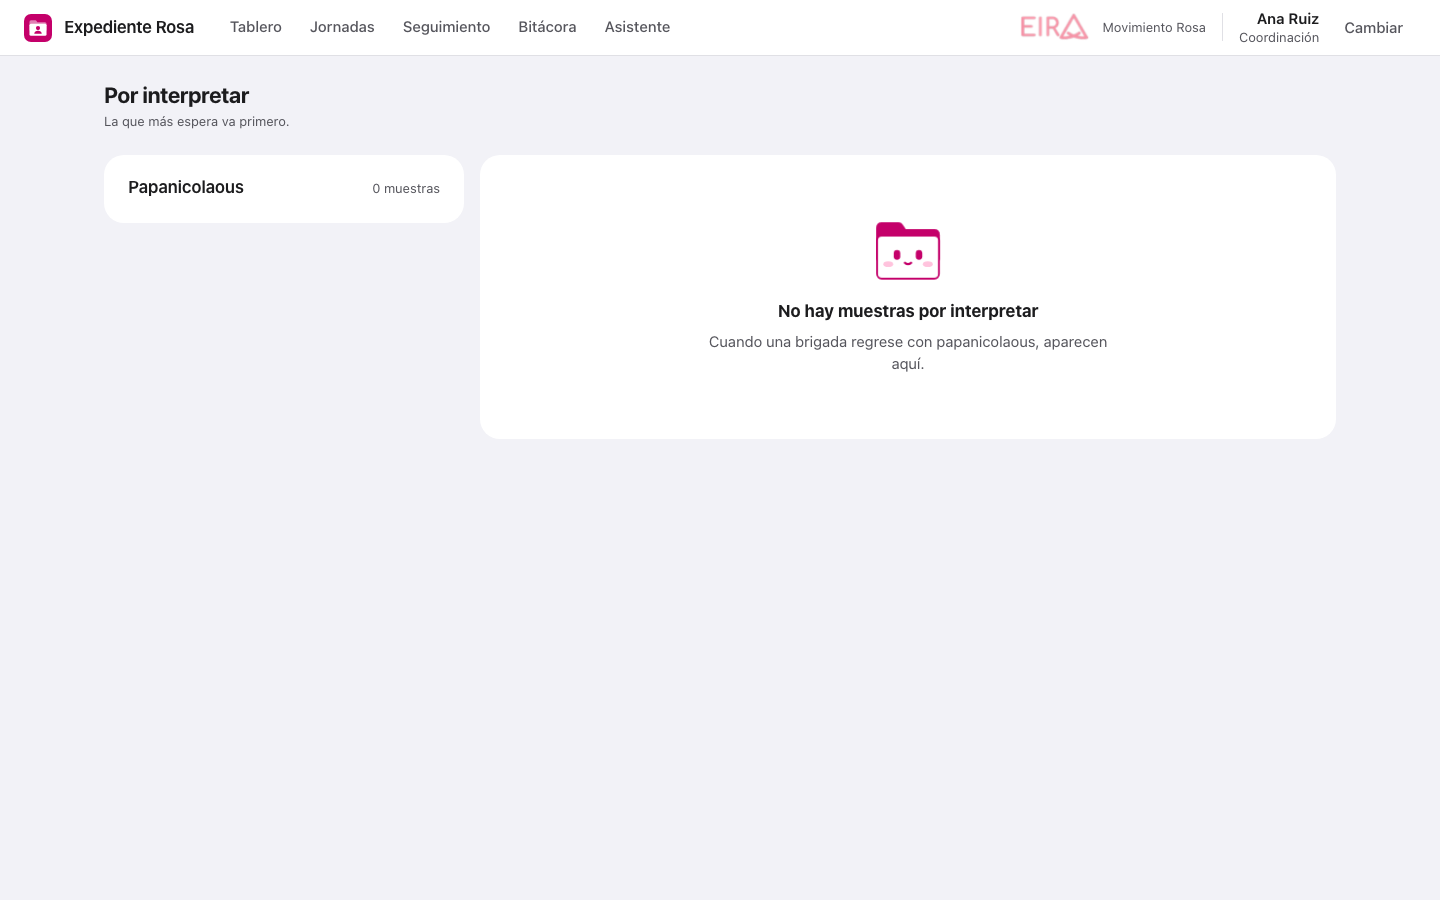 Expediente Rosa
Tablero
Jornadas
Seguimiento
Bitácora
Asistente
EIRA
Movimiento Rosa
Ana Ruiz
Coordinación
Cambiar
Por interpretar
La que más espera va primero.
Papanicolaous
0 muestras
No hay muestras por interpretar
Cuando una brigada regrese con papanicolaous, aparecen
aquí.